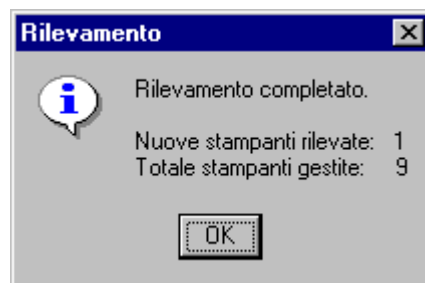 Rilevamento
Rilevamento completato.
Nuove stampanti rilevate: 1
Totale stampanti gestite: 9
OK